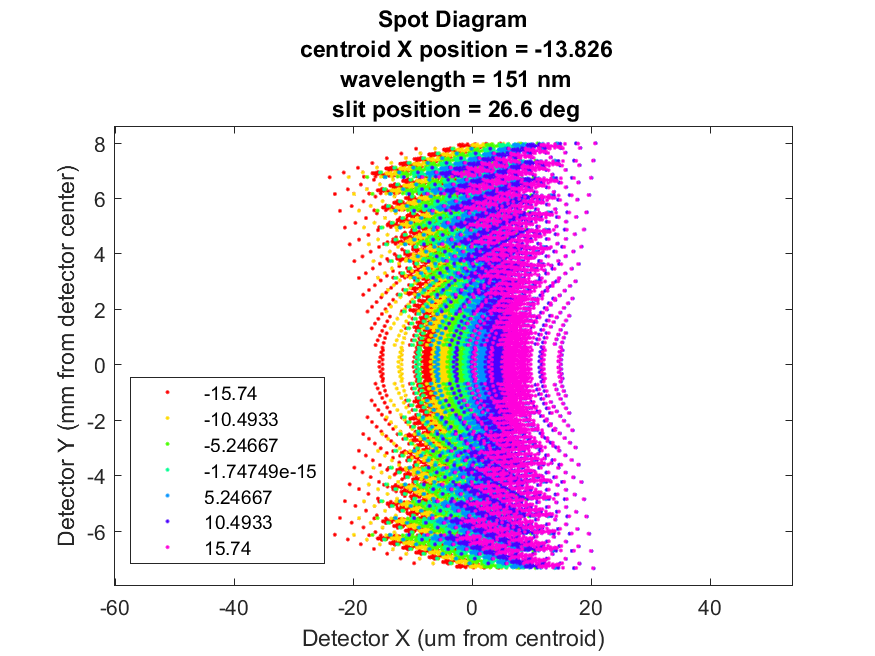 Spot Diagram
centroid X position = -13.826
wavelength = 151 nm
slit position = 26.6 deg
8
6
4
2
0
-2
-4
-6
Detector Y (mm from detector center)
-15.74
-10.4933
-5.24667
-1.74749e-15
5.24667
10.4933
15.74
-60 -40 -20 0 20 40
Detector X (um from centroid)